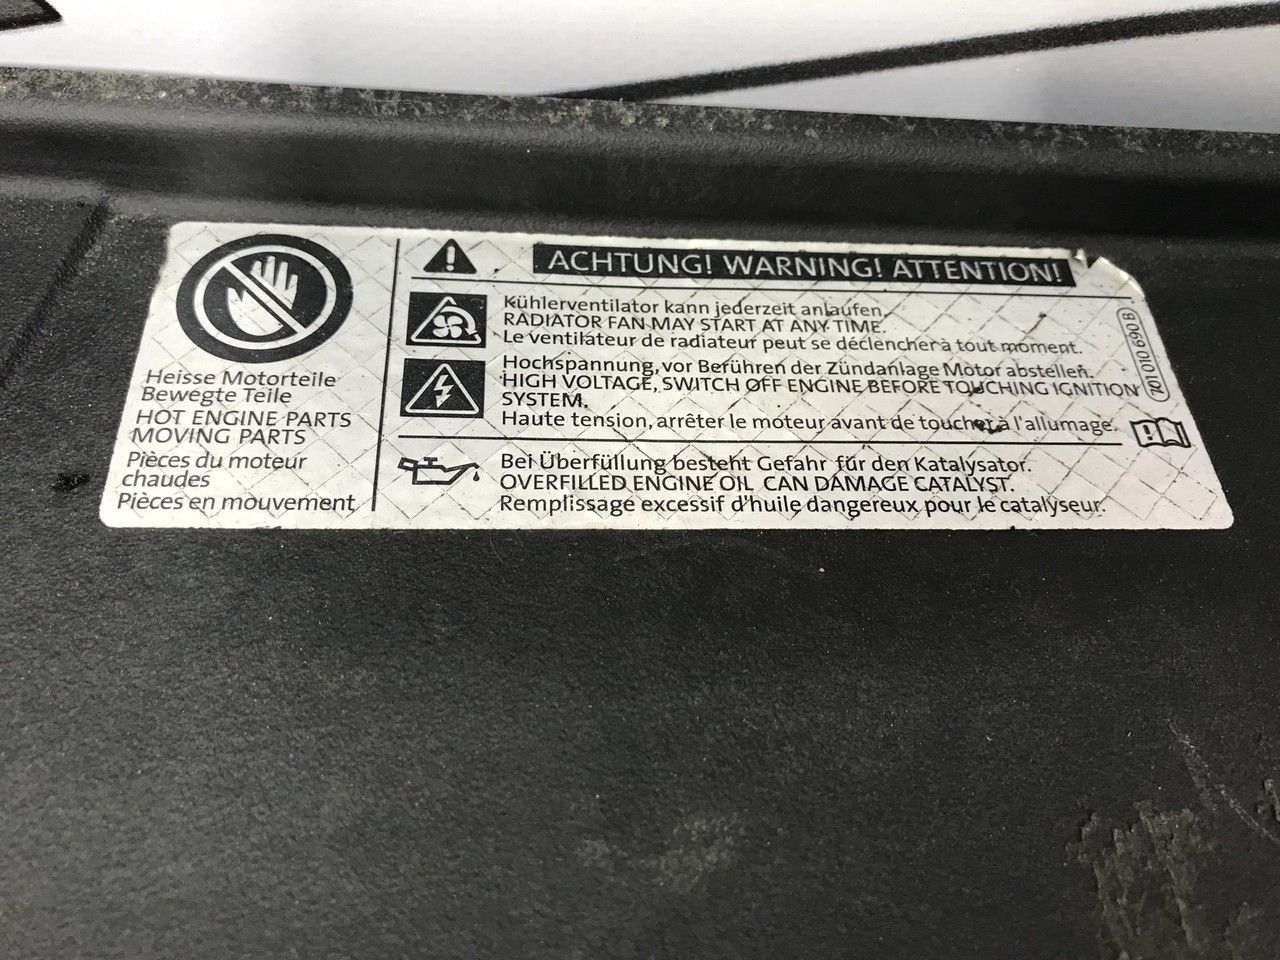 ACHTUNG! WARNING! ATTENTION!
Heisse Motorteile
Bewegte Teile
HOT ENGINE PARTS
MOVING PARTS
Pièces du moteur
chaudes
Pièces en mouvement
Kühlerventilator kann jederzeit anlaufen.
RADIATOR FAN MAY START AT ANY TIME.
Le ventilateur de radiateur peut se déclencher à tout moment.
Hochspannung, vor Berühren der Zündanlage Motor abstellen.
HIGH VOLTAGE, SWITCH OFF ENGINE BEFORE TOUCHING IGNITION
SYSTEM.
Haute tension, arrêter le moteur avant de toucher à l'allumage.
Bei Überfüllung besteht Gefahr für den Katalysator.
OVERFILLED ENGINE OIL CAN DAMAGE CATALYST.
Remplissage excessif d'huile dangereux pour le catalyseur.
701 010 690 B